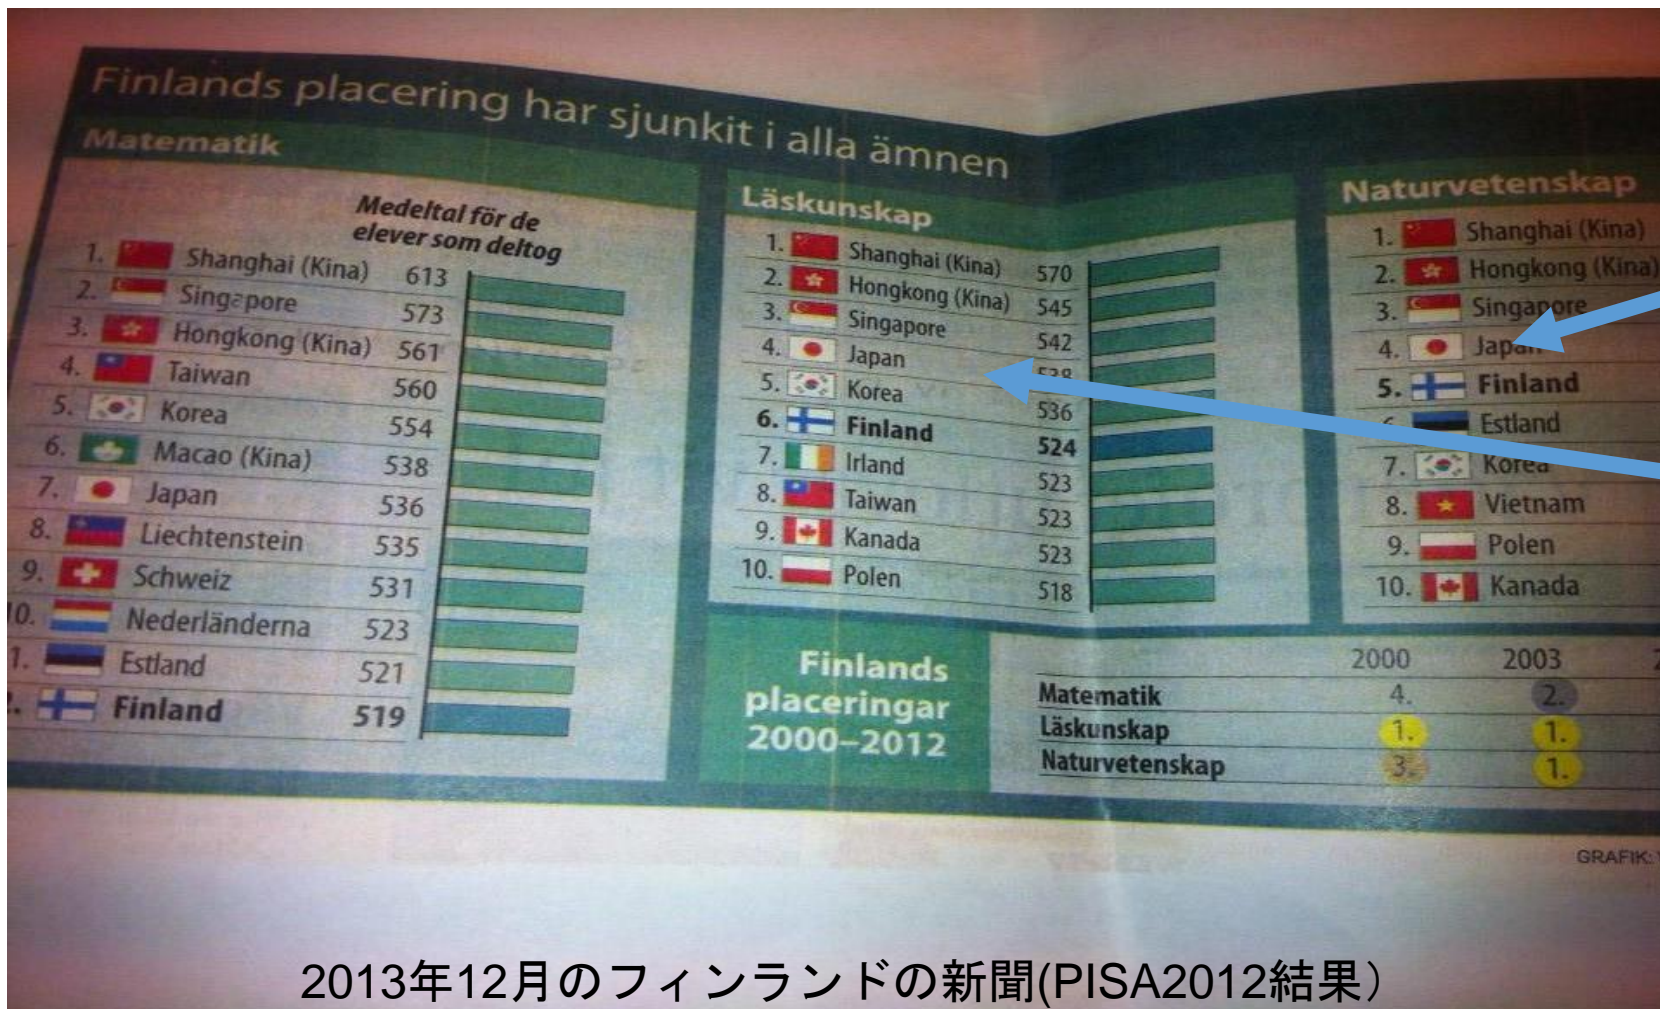 Finlands placering har sjunkit i alla ämnen
Matematik
Medeltal för de
elever som deltog
1. Shanghai (Kina) 613
2. Singapore 573
3. Hongkong (Kina) 561
4. Taiwan 560
5. Korea 554
6. Macao (Kina) 538
7. Japan 536
8. Liechtenstein 535
9. Schweiz 531
10. Nederländerna 523
Estland 521
Finland 519
Läskunskap
1. Shanghai (Kina) 570
2. Hongkong (Kina) 545
3. Singapore 542
4. Japan
5. Korea 536
6. Finland 524
7. Irland 523
8. Taiwan 523
9. Kanada 523
10. Polen 518
Naturvetenskap
1. Shanghai (Kina)
2. Hongkong (Kina)
3. Singapore
4. Japan
5. Finland
Estland
7. Korea
8. Vietnam
9. Polen
10. Kanada
Finlands
placeringar
2000–2012
2000 2003
Matematik 4. 2.
Läskunskap 1. 1.
Naturvetenskap 3. 1.
GRAFIK:
2013年12月のフィンランドの新聞(PISA2012結果）